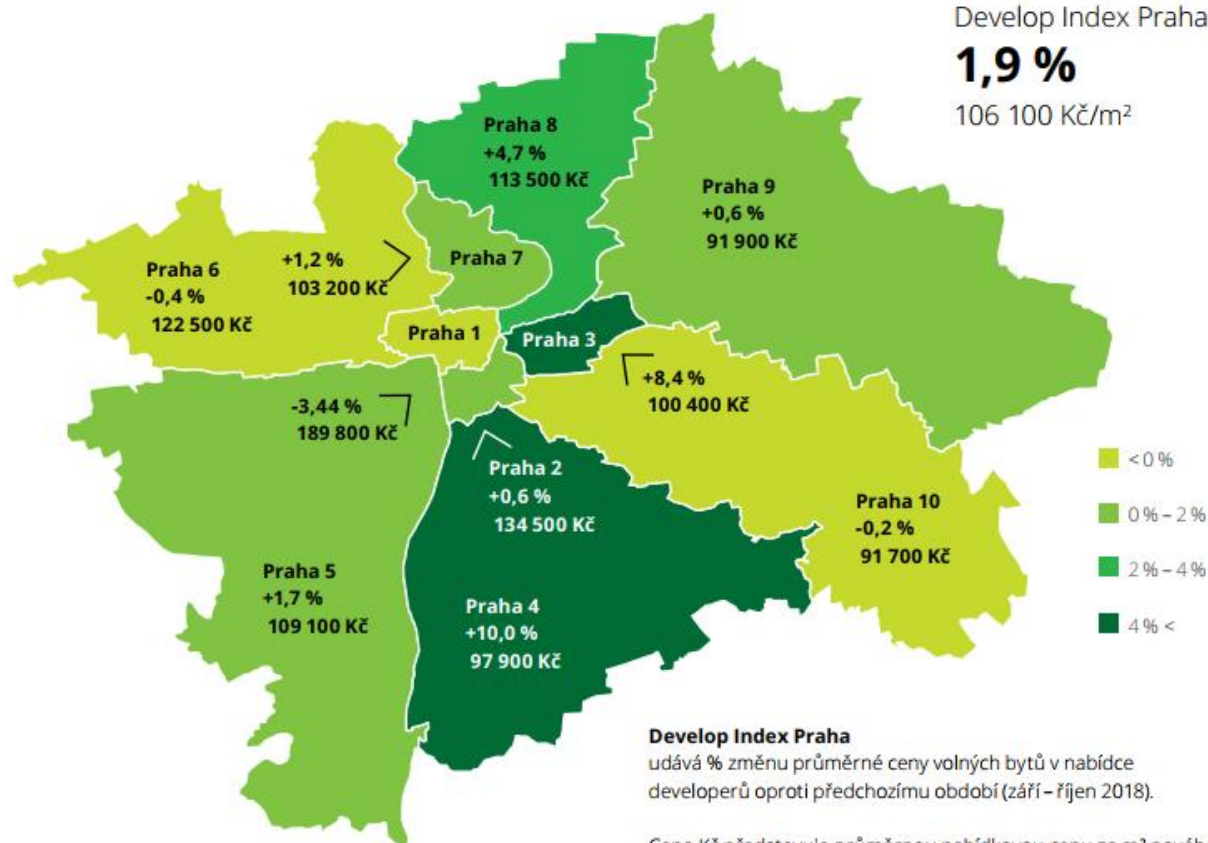 Develop Index Praha
1,9 %
106 100 Kč/m²
Praha 8
+4,7 %
113 500 Kč
Praha 9
+0,6 %
91 900 Kč
Praha 6
-0,4 %
122 500 Kč
+1,2 %
103 200 Kč
Praha 7
Praha 1
Praha 3
-3,44 %
189 800 Kč
+8,4 %
100 400 Kč
Praha 2
+0,6 %
134 500 Kč
Praha 10
-0,2 %
91 700 Kč
Praha 5
+1,7 %
109 100 Kč
Praha 4
+10,0 %
97 900 Kč
< 0 %
0 % – 2 %
2 % – 4 %
4 % <
Develop Index Praha
udává % změnu průměrné ceny volných bytů v nabídce
developerů oproti předchozímu období (září – říjen 2018).